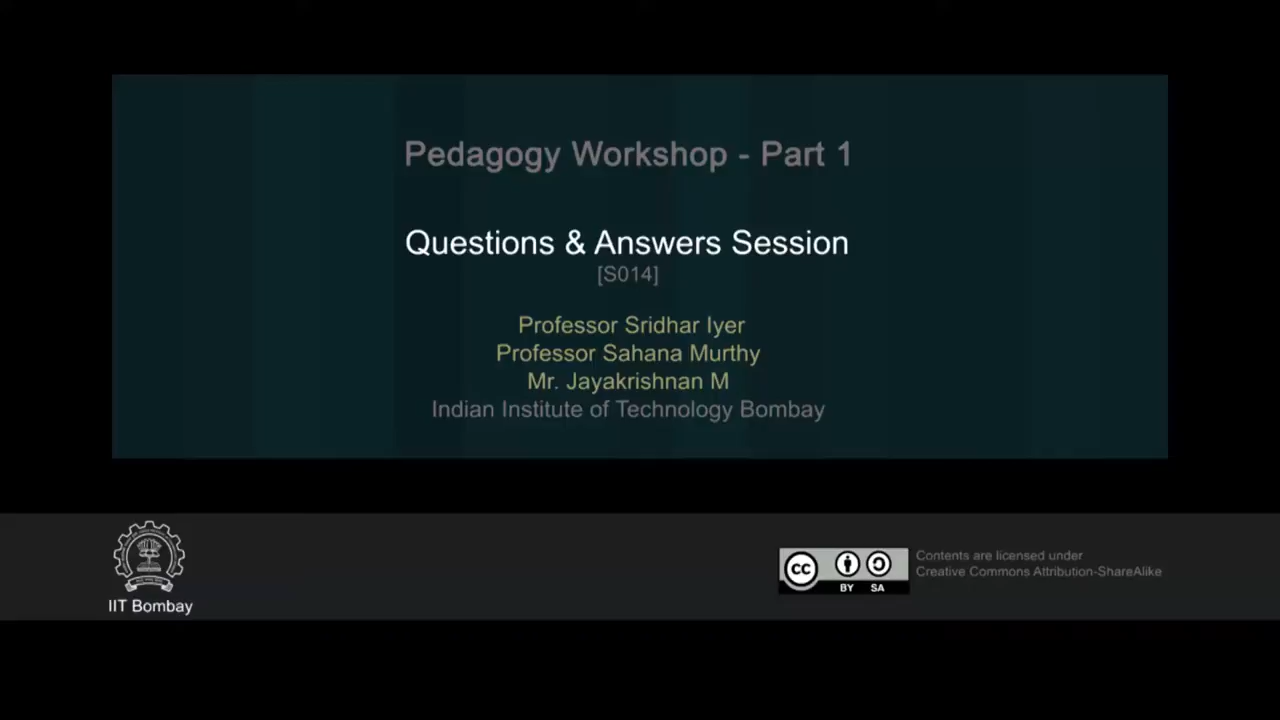 Pedagogy Workshop - Part 1
Questions & Answers Session
[S014]
Professor Sridhar Iyer
Professor Sahana Murthy
Mr. Jayakrishnan M
Indian Institute of Technology Bombay
IIT Bombay
cc
BY SA
Contents are licensed under
Creative Commons Attribution-ShareAlike